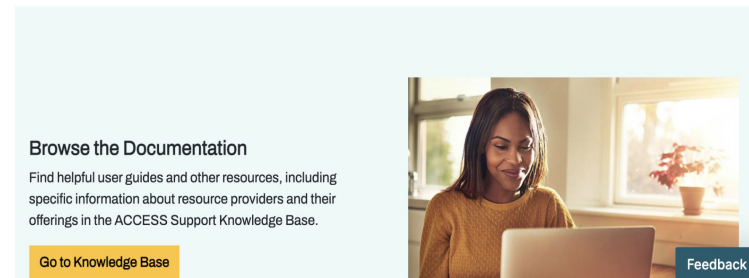 Browse the Documentation
Find helpful user guides and other resources, including
specific information about resource providers and their
offerings in the ACCESS Support Knowledge Base.
Go to Knowledge Base
Feedback